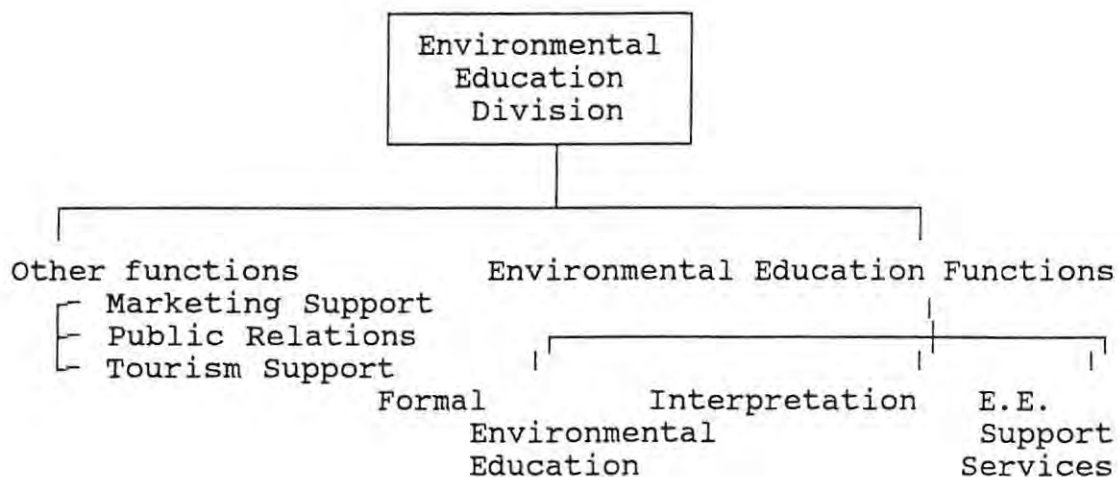 Environmental
Education
Division
Other functions
Environmental Education Functions
Marketing Support
Public Relations
Tourism Support
Formal
Environmental
Education
Interpretation
E.E.
Support
Services